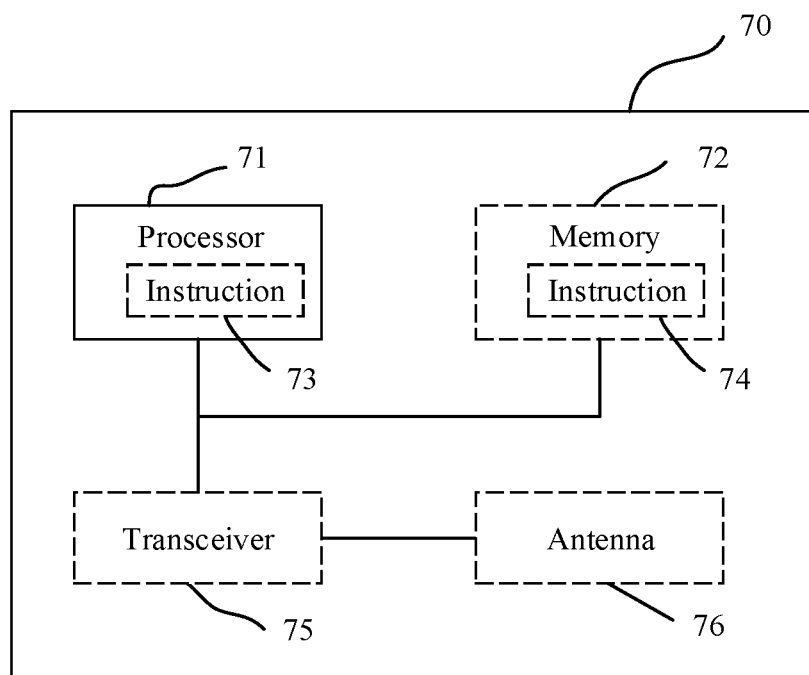 70
71
72
Processor
Memory
Instruction
Instruction
73
74
Transceiver
Antenna
75
76